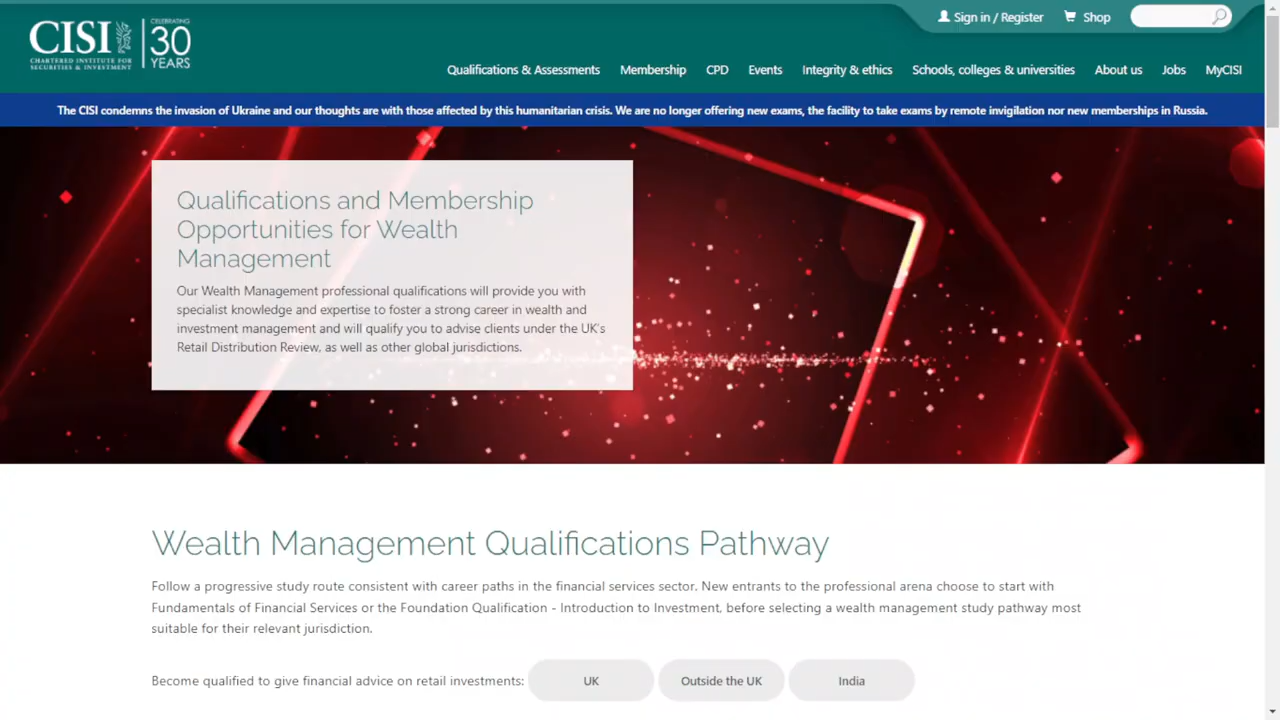 CISI
CHARTERED INSTITUTE FOR
SECURITIES & INVESTMENT
CELEBRATING
30
YEARS
Sign in / Register
Shop
Qualifications & Assessments
Membership
CPD
Events
Integrity & ethics
Schools, colleges & universities
About us
Jobs
MyCISI
The CISI condemns the invasion of Ukraine and our thoughts are with those affected by this humanitarian crisis. We are no longer offering new exams, the facility to take exams by remote invigilation nor new memberships in Russia.
Qualifications and Membership
Opportunities for Wealth
Management
Our Wealth Management professional qualifications will provide you with
specialist knowledge and expertise to foster a strong career in wealth and
investment management and will qualify you to advise clients under the UK's
Retail Distribution Review, as well as other global jurisdictions.
Wealth Management Qualifications Pathway
Follow a progressive study route consistent with career paths in the financial services sector. New entrants to the professional arena choose to start with
Fundamentals of Financial Services or the Foundation Qualification - Introduction to Investment, before selecting a wealth management study pathway most
suitable for their relevant jurisdiction.
Become qualified to give financial advice on retail investments:
UK
Outside the UK
India